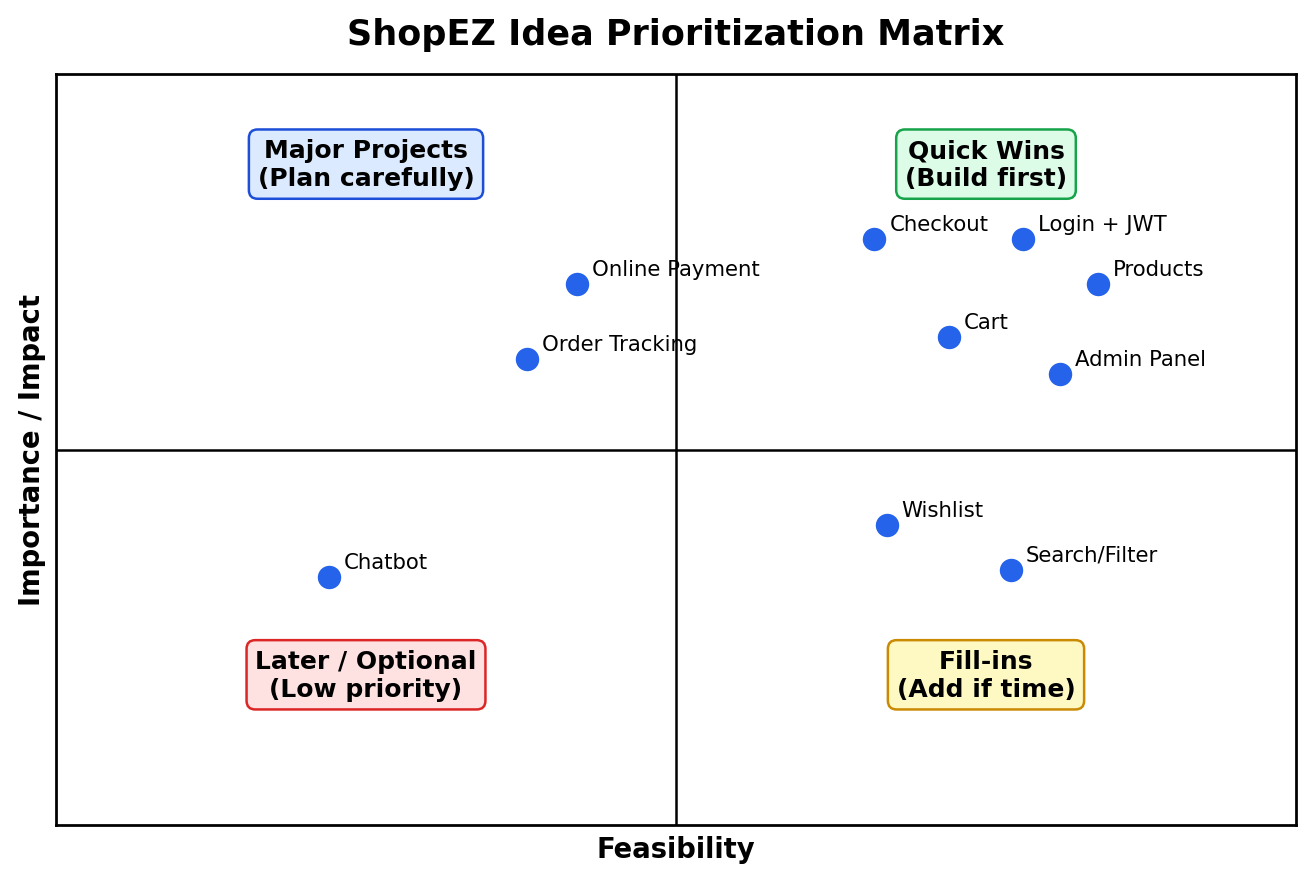 ShopEZ Idea Prioritization Matrix
Major Projects
(Plan carefully)
Quick Wins
(Build first)
Checkout
Login + JWT
Online Payment
Products
Cart
Order Tracking
Admin Panel
Importance / Impact
Wishlist
Search/Filter
Chatbot
Later / Optional
(Low priority)
Fill-ins
(Add if time)
Feasibility